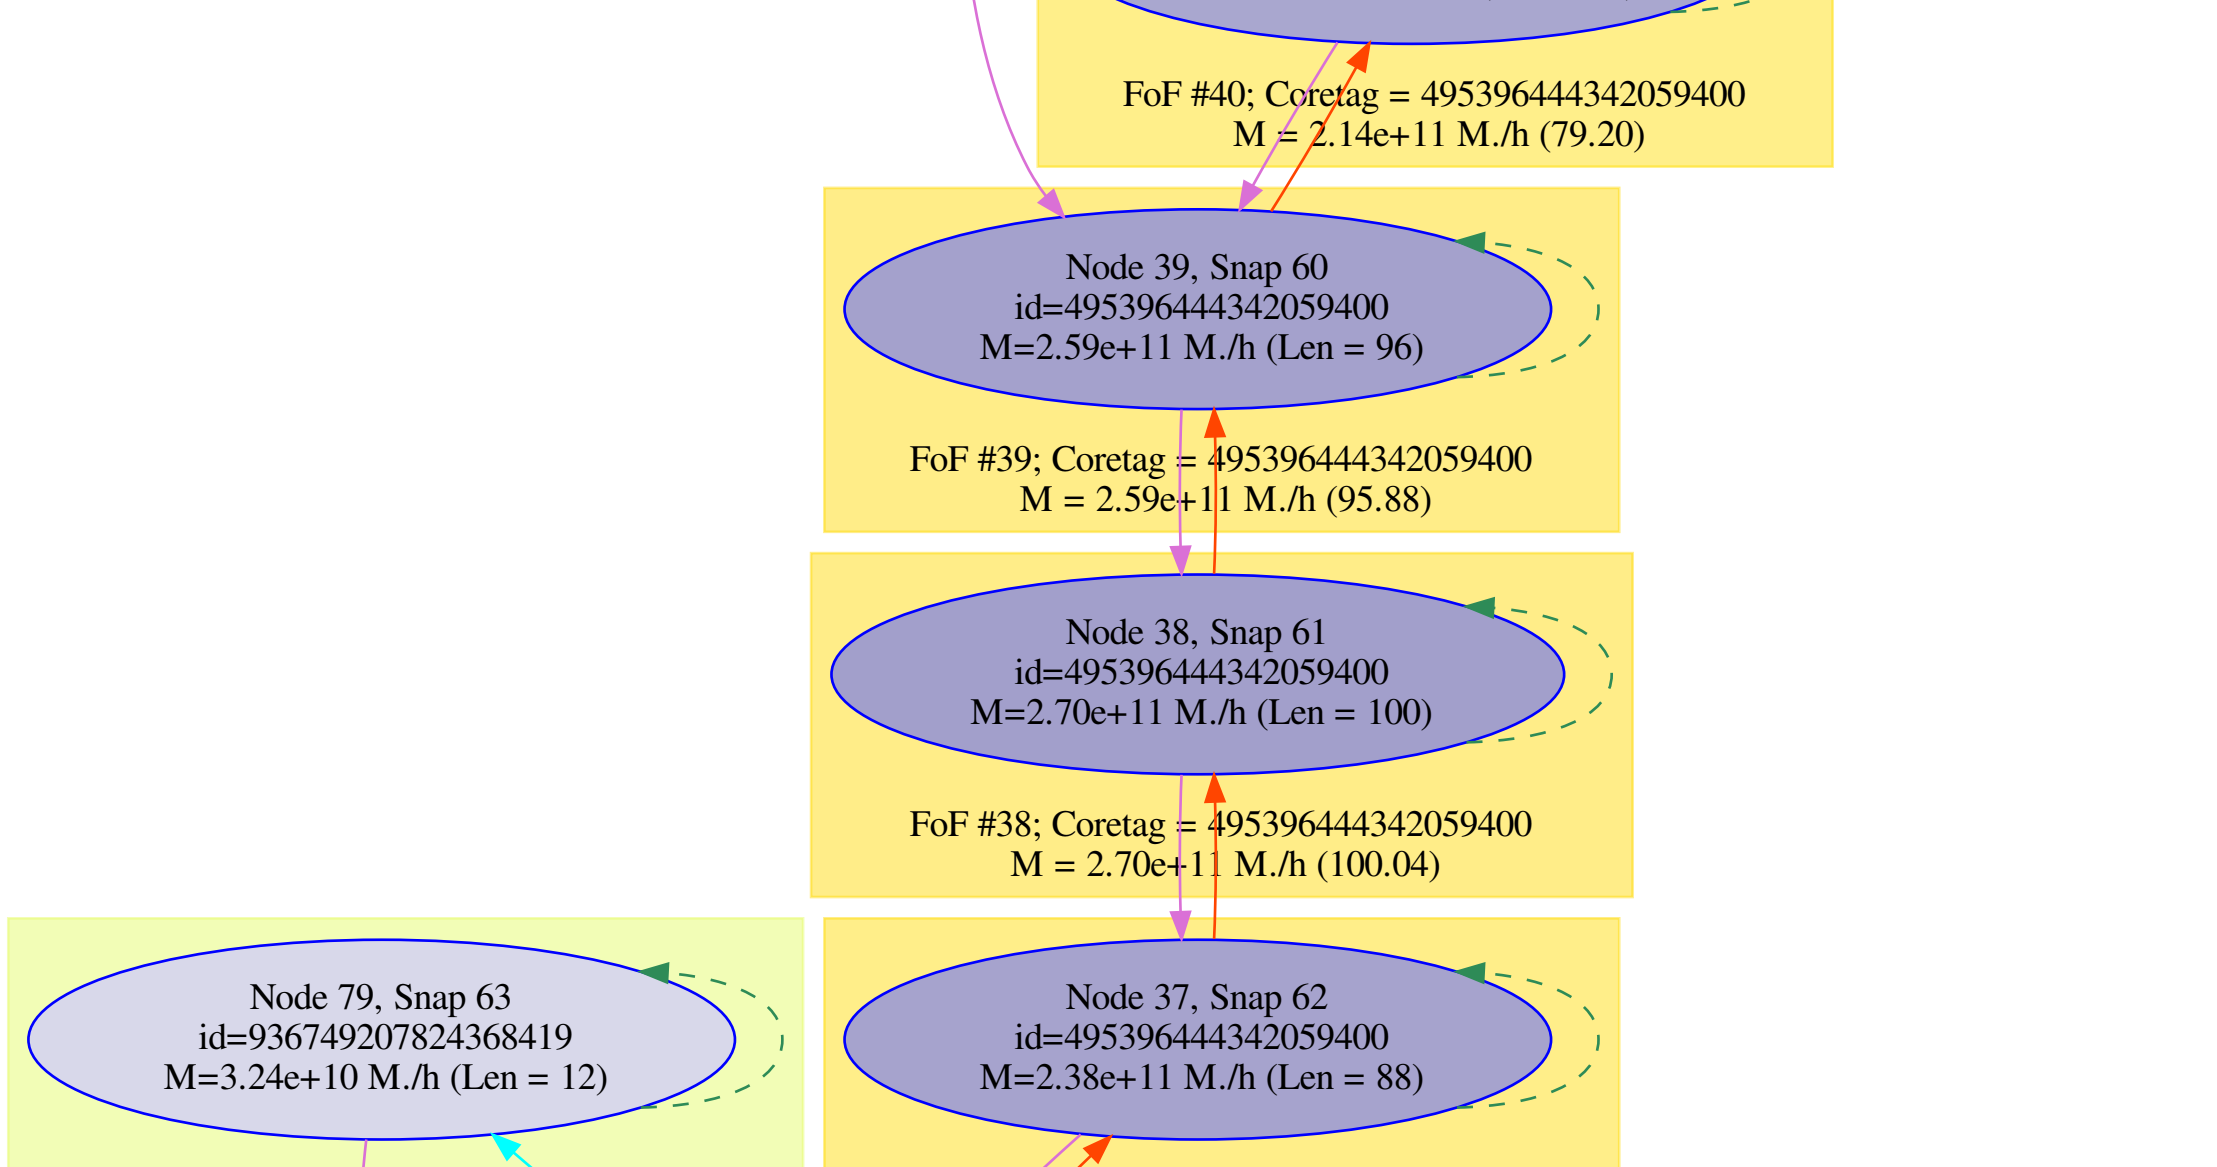 FoF #40; Coretag = 495396444342059400
M = 2.14e+11 M./h (79.20)
Node 39, Snap 60
id=495396444342059400
M=2.59e+11 M./h (Len = 96)
FoF #39; Coretag = 495396444342059400
M = 2.59e+11 M./h (95.88)
Node 38, Snap 61
id=495396444342059400
M=2.70e+11 M./h (Len = 100)
FoF #38; Coretag = 495396444342059400
M = 2.70e+11 M./h (100.04)
Node 79, Snap 63
id=936749207824368419
M=3.24e+10 M./h (Len = 12)
Node 37, Snap 62
id=495396444342059400
M=2.38e+11 M./h (Len = 88)